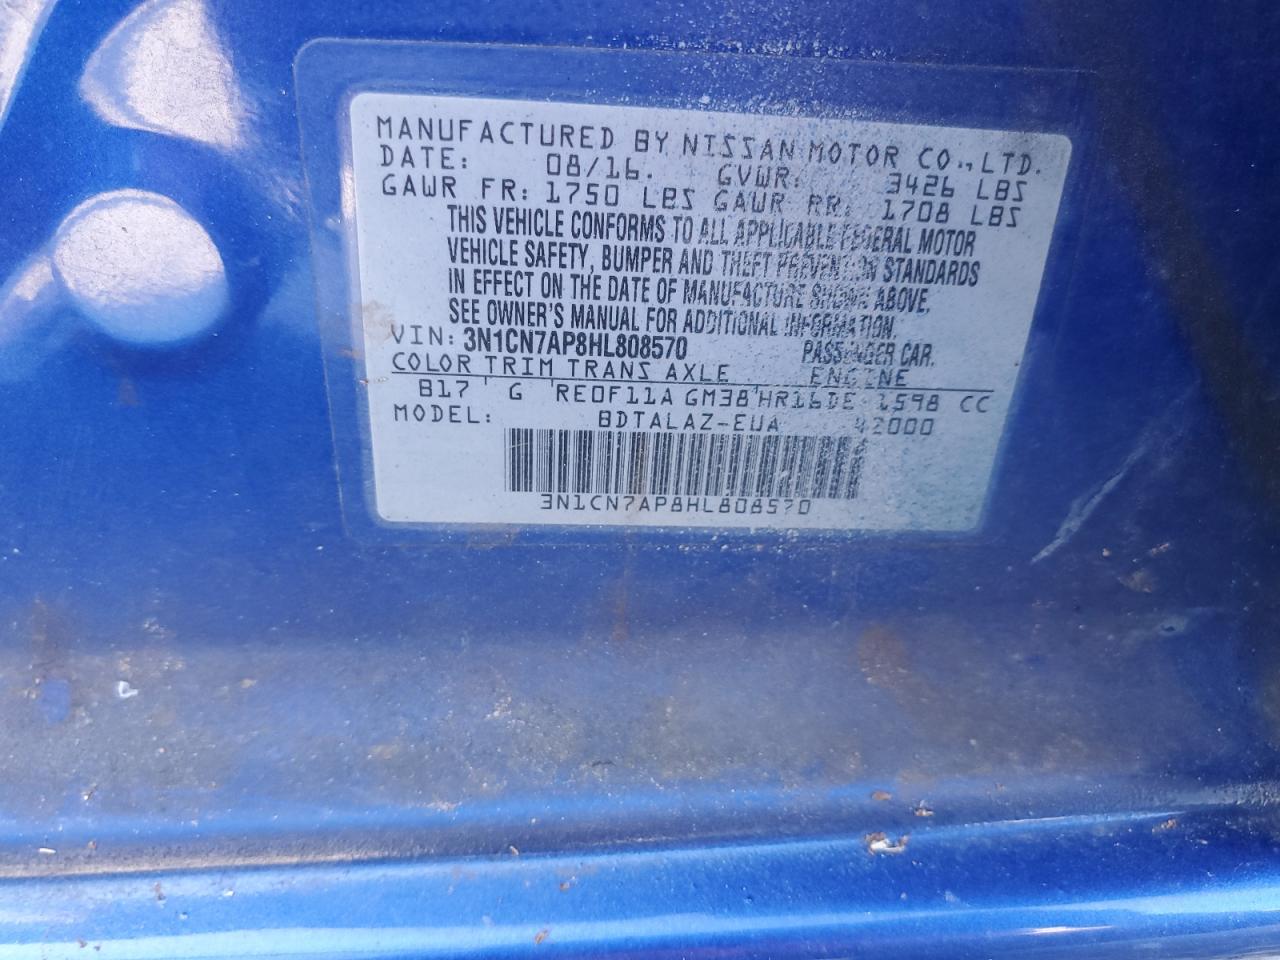 MANUFACTURED BY NISSAN MOTOR CO., LTD.
DATE: 08/16. GVWR: 3426 LBS
GAWR FR: 1750 LBS GAWR RR: 1708 LBS
THIS VEHICLE CONFORMS TO ALL APPLICABLE FEDERAL MOTOR
VEHICLE SAFETY, BUMPER AND THEFT PREVENTION STANDARDS
IN EFFECT ON THE DATE OF MANUFACTURE SHOWN ABOVE.
SEE OWNER'S MANUAL FOR ADDITIONAL INFORMATION.
VIN: 3N1CN7AP8HL808570 PASSENGER CAR.
COLOR TRIM TRANS AXLE ENGINE
B17 G RE0F11A GM38 HR16DE 1598 CC
MODEL: BDTALAZ-EUA 42000
3N1CN7AP8HL808570